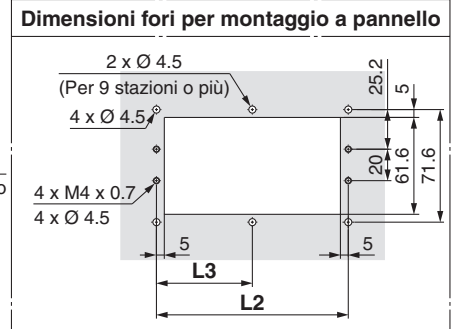 Dimensioni fori per montaggio a pannello
2 x Ø 4.5
(Per 9 stazioni o più)
4 x Ø 4.5
4 x M4 x 0.7
4 x Ø 4.5
25.2
5
20
61.6
71.6
5
5
L3
L2